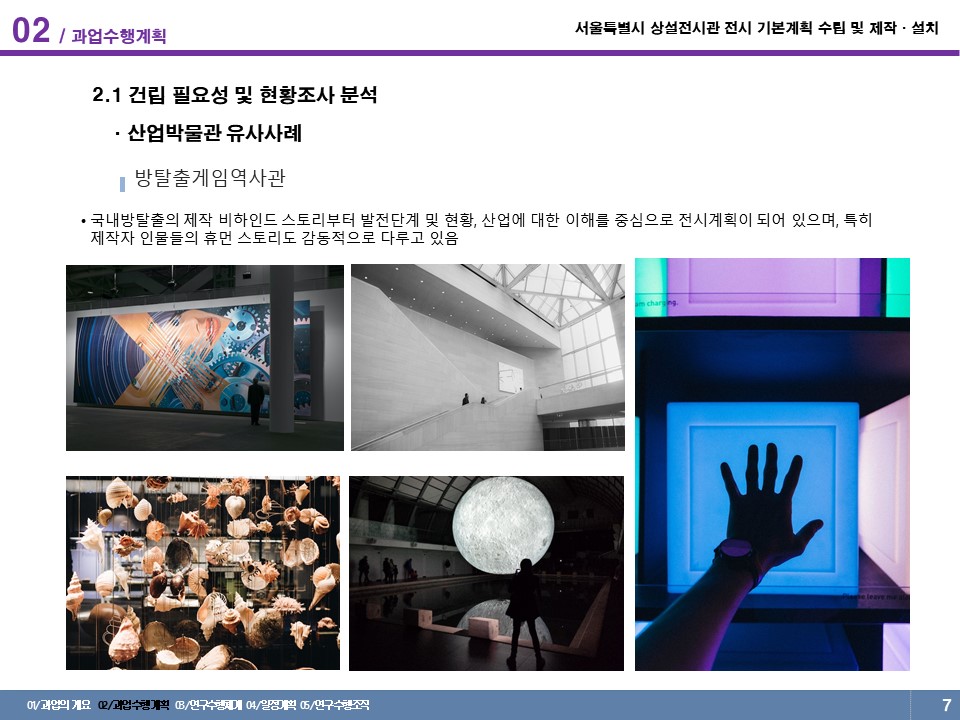 02 / 과업수행계획
서울특별시 상설전시관 전시 기본계획 수립 및 제작 · 설치
2.1 건립 필요성 및 현황조사 분석
· 산업박물관 유사사례
방탈출게임역사관
• 국내방탈출의 제작 비하인드 스토리부터 발전단계 및 현황, 산업에 대한 이해를 중심으로 전시계획이 되어 있으며, 특히
제작자 인물들의 휴먼 스토리도 감동적으로 다루고 있음
am charging.
Please leave me
01/과업의 개요 02/과업수행계획 03/연구수행체계 04/일정계획 05/연구수행조직
7